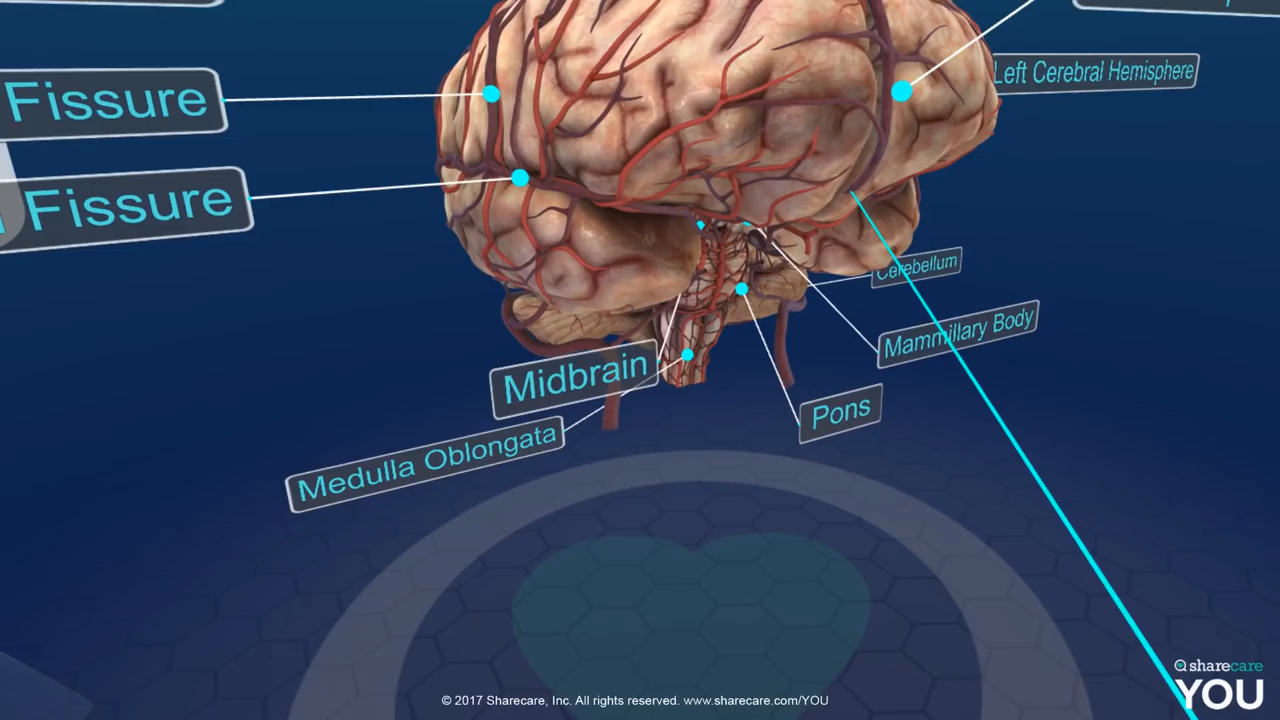 Fissure
Left Cerebral Hemisphere
Fissure
Cerebellum
Mammillary Body
Midbrain
Pons
Medulla Oblongata
sharecare
YOU
© 2017 Sharecare, Inc. All rights reserved. www.sharecare.com/YOU